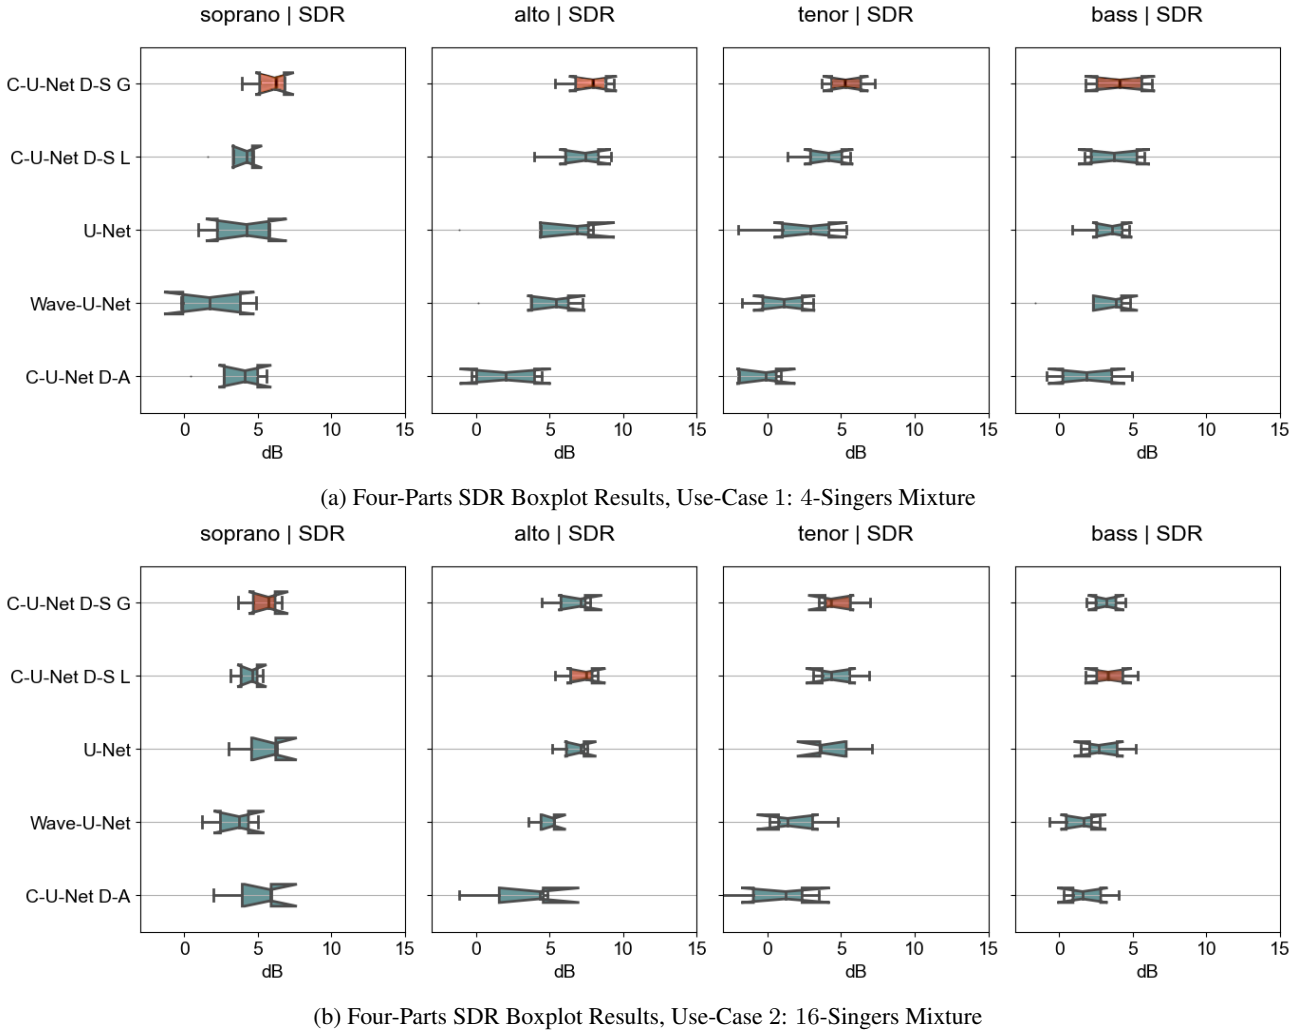 soprano | SDR alto | SDR tenor | SDR bass | SDR
C-U-Net D-S G
C-U-Net D-S L
U-Net
Wave-U-Net
C-U-Net D-A
0 5 10 15 0 5 10 15 0 5 10 15 0 5 10 15
dB dB dB dB
(a) Four-Parts SDR Boxplot Results, Use-Case 1: 4-Singers Mixture
soprano | SDR alto | SDR tenor | SDR bass | SDR
C-U-Net D-S G
C-U-Net D-S L
U-Net
Wave-U-Net
C-U-Net D-A
0 5 10 15 0 5 10 15 0 5 10 15 0 5 10 15
dB dB dB dB
(b) Four-Parts SDR Boxplot Results, Use-Case 2: 16-Singers Mixture